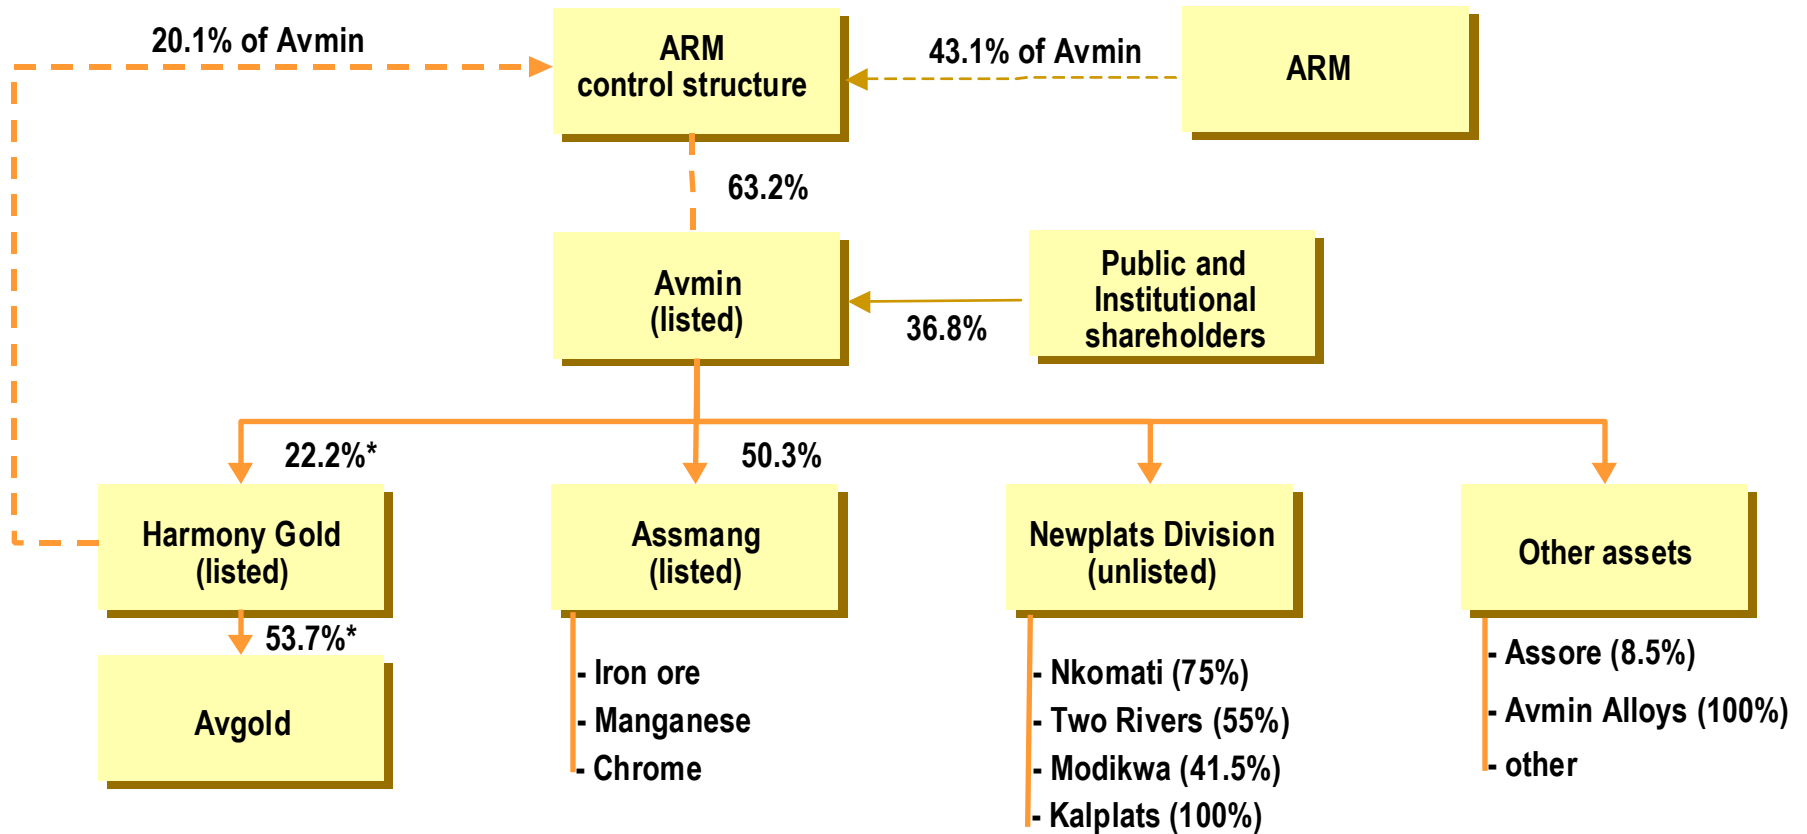 20.1% of Avmin
ARM
control structure
43.1% of Avmin
ARM
63.2%
Avmin
(listed)
36.8%
Public and
Institutional
shareholders
22.2%*
50.3%
Harmony Gold
(listed)
Assmang
(listed)
Newplats Division
(unlisted)
Other assets
53.7%*
Avgold
- Iron ore
- Manganese
- Chrome
- Nkomati (75%)
- Two Rivers (55%)
- Modikwa (41.5%)
- Kalplats (100%)
- Assore (8.5%)
- Avmin Alloys (100%)
- other